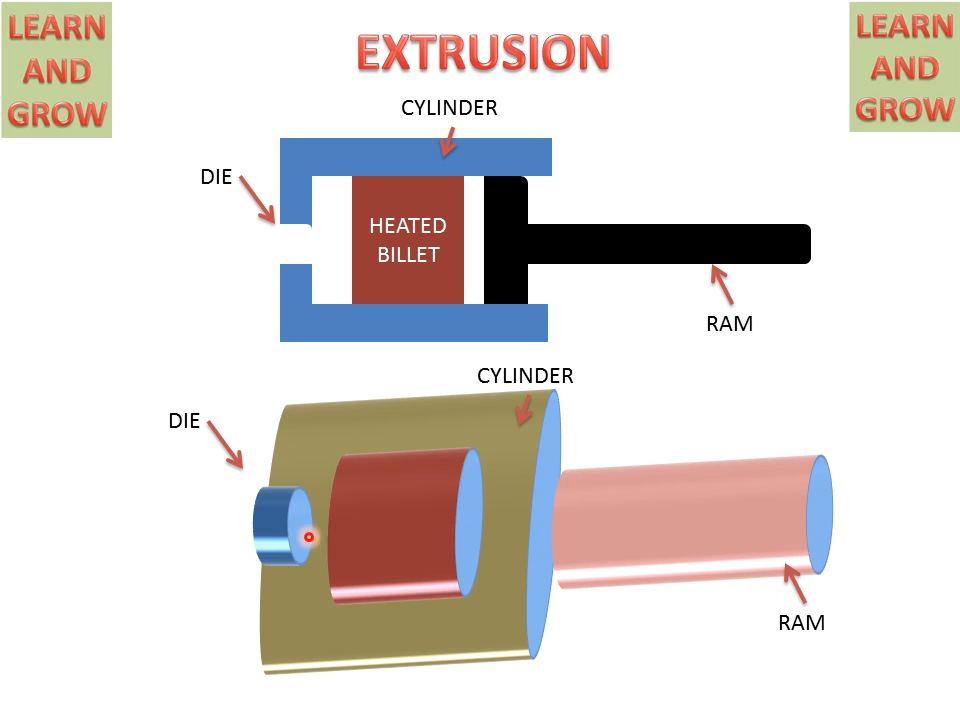 LEARN
AND
GROW
EXTRUSION
LEARN
AND
GROW
CYLINDER
DIE
HEATED
BILLET
RAM
CYLINDER
DIE
RAM